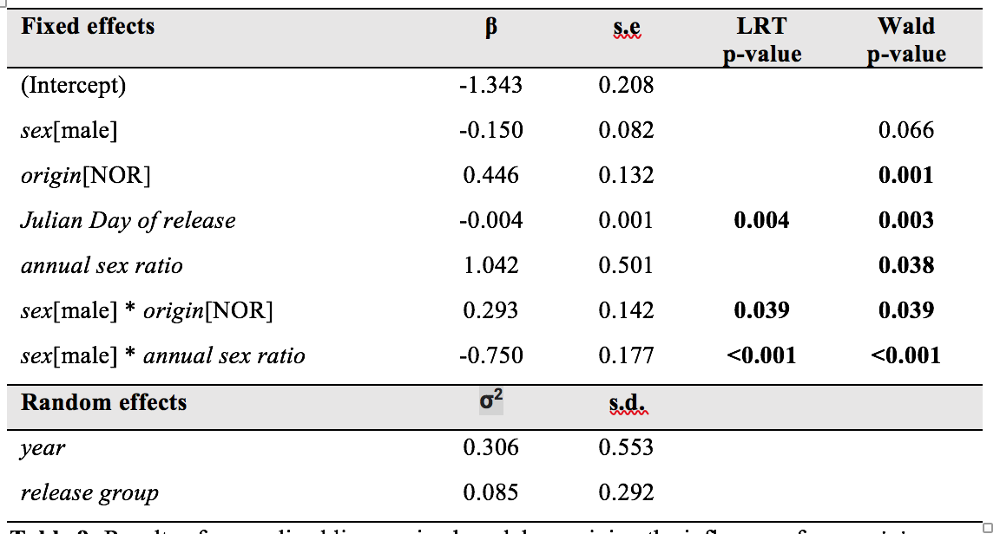 Fixed effects β s.e LRT p-value Wald p-value
(Intercept) -1.343 0.208
sex[male] -0.150 0.082 0.066
origin[NOR] 0.446 0.132 0.001
Julian Day of release -0.004 0.001 0.004 0.003
annual sex ratio 1.042 0.501 0.038
sex[male] * origin[NOR] 0.293 0.142 0.039 0.039
sex[male] * annual sex ratio -0.750 0.177 <0.001 <0.001
Random effects σ² s.d.
year 0.306 0.553
release group 0.085 0.292